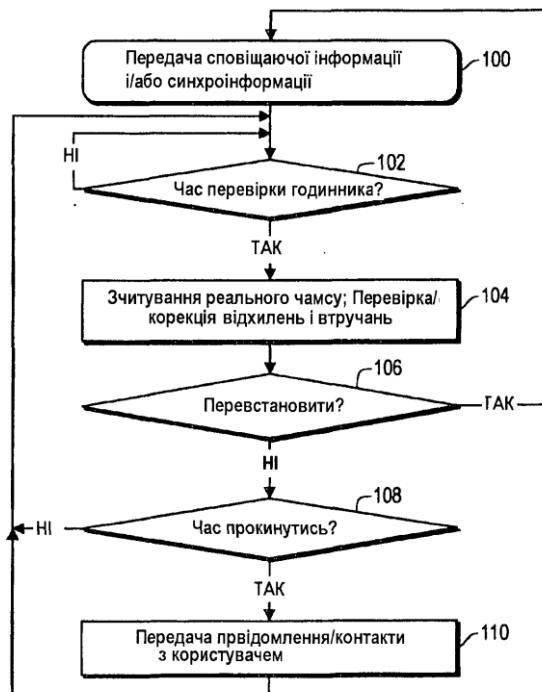 Передача сповіщаючої інформації
і/або синхроінформації
100
НІ
102
Час перевірки годинника?
ТАК
Зчитування реального чамсу; Перевірка/
корекція відхилень і втручань
104
106
Перевстановити?
ТАК
НІ
108
НІ
Час прокинутись?
ТАК
Передача првідомлення/контакти
з користувачем
110